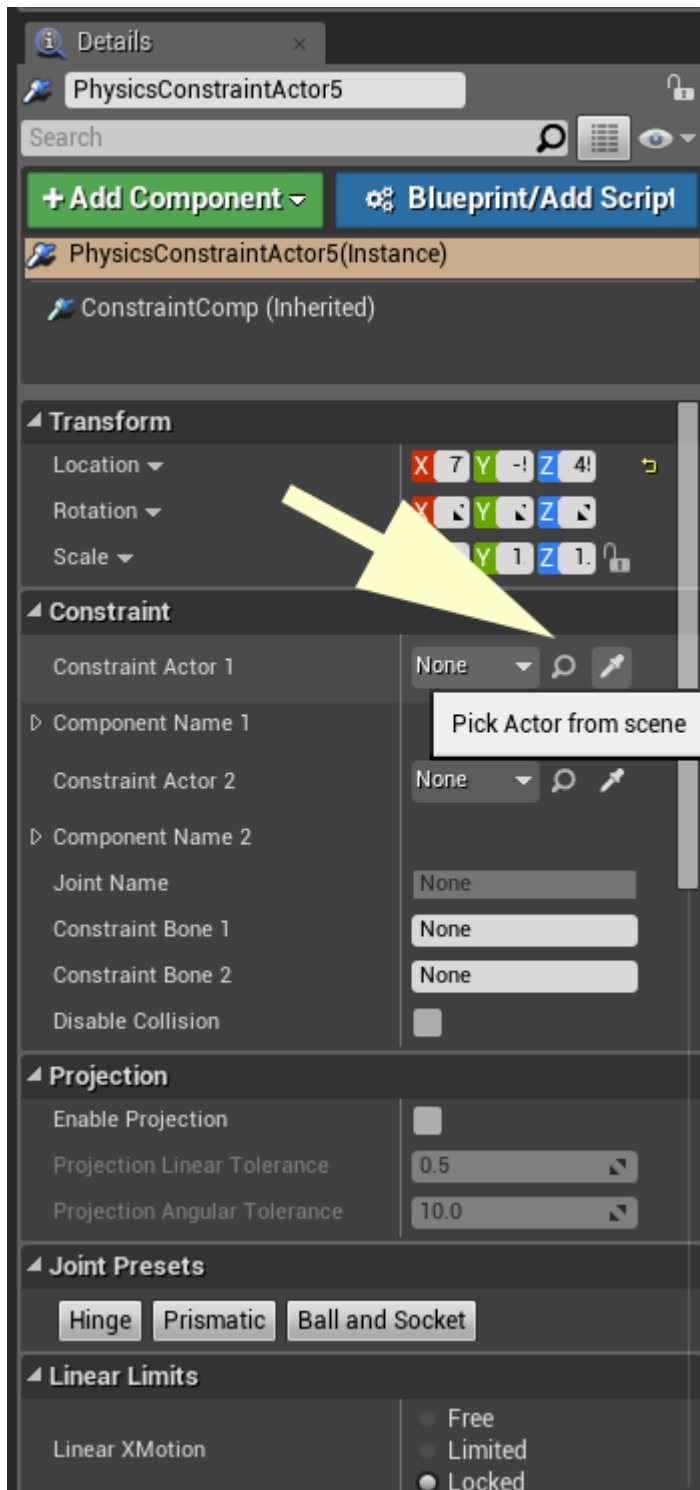 Details
PhysicsConstraintActor5
Search
+ Add Component
Blueprint/Add Script
PhysicsConstraintActor5(Instance)
ConstraintComp (Inherited)
Transform
Location X 7 Y -! Z 4!
Rotation X Y Z
Scale Y 1. Z 1.
Constraint
Constraint Actor 1 None
Pick Actor from scene
Component Name 1
Constraint Actor 2 None
Component Name 2
Joint Name None
Constraint Bone 1 None
Constraint Bone 2 None
Disable Collision
Projection
Enable Projection
Projection Linear Tolerance 0.5
Projection Angular Tolerance 10.0
Joint Presets
Hinge Prismatic Ball and Socket
Linear Limits
Free
Linear XMotion Limited
Locked